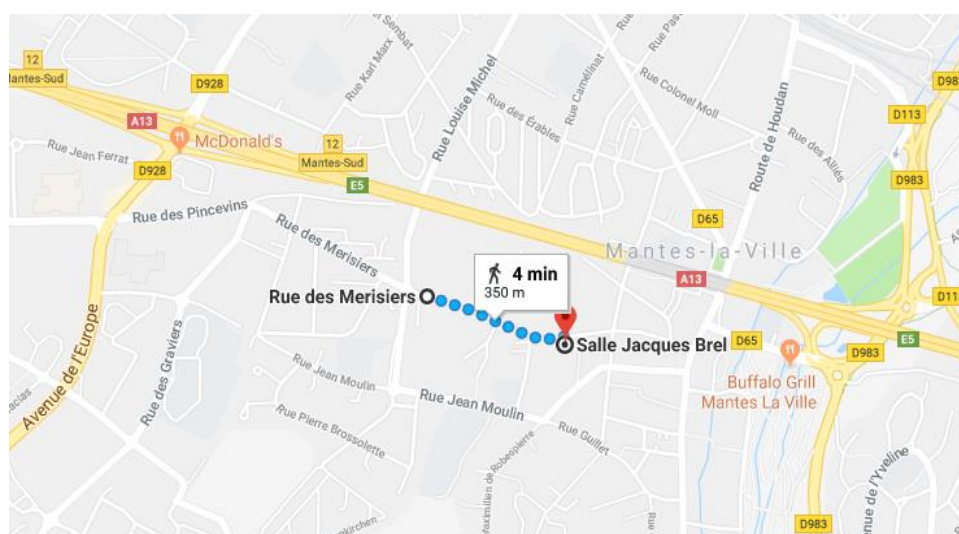 12
Mantes-Sud
D928
Sembat
Rue Karl Marx
Rue Louise Michel
Rue Camélinat
Rue Colonel Moll
Route de Houdan
D983
D113
A13
McDonald's
Rue des Érables
Rue des Alliés
12
Mantes-Sud
Rue Jean Ferrat
D928
E5
D983
Rue des Pincevins
D65
Rue des Merisiers
Mantes-la-Ville
A13
4 min
350 m
Rue des Merisiers
Salle Jacques Brel
D65
E5
D983
Avenue de l'Europe
Rue des Graviers
Rue Jean Moulin
Rue Jean Moulin
Buffalo Grill
Mantes La Ville
Rue Pierre Brossolette
Rue Guillet
Maximilien de Robespierre
D983